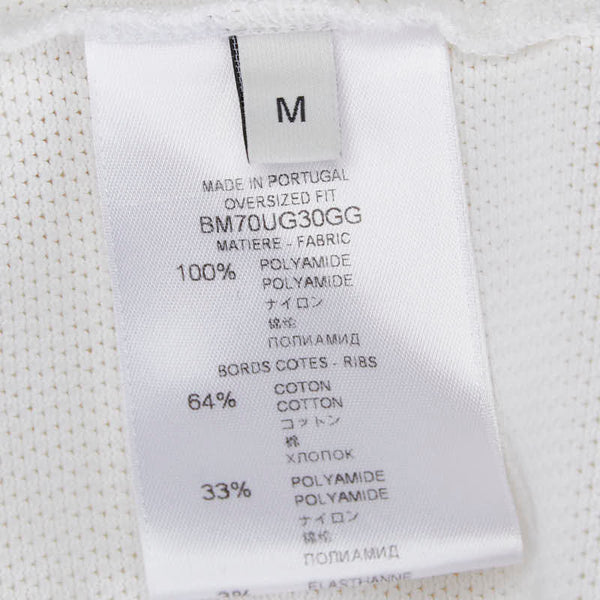 M
MADE IN PORTUGAL
OVERSIZED FIT
BM70UG30GG
MATIERE - FABRIC
100% POLYAMIDE
POLYAMIDE
ナイロン
锦纶
ПОЛИАМИД
BORDS COTES - RIBS
64% COTON
COTTON
コットン
棉
ХЛОПОК
33% POLYAMIDE
POLYAMIDE
ナイロン
锦纶
ПОЛИАМИД
3% ELASTHANNE